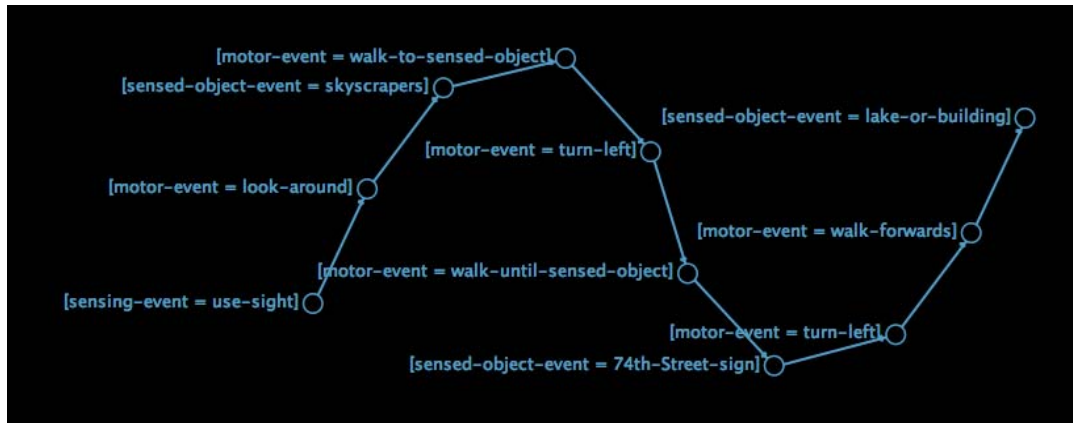 [motor-event = walk-to-sensed-object]
[sensed-object-event = skyscrapers]
[sensed-object-event = lake-or-building]
[motor-event = turn-left]
[motor-event = look-around]
[motor-event = walk-forwards]
[motor-event = walk-until-sensed-object]
[sensing-event = use-sight]
[motor-event = turn-left]
[sensed-object-event = 74th-Street-sign]